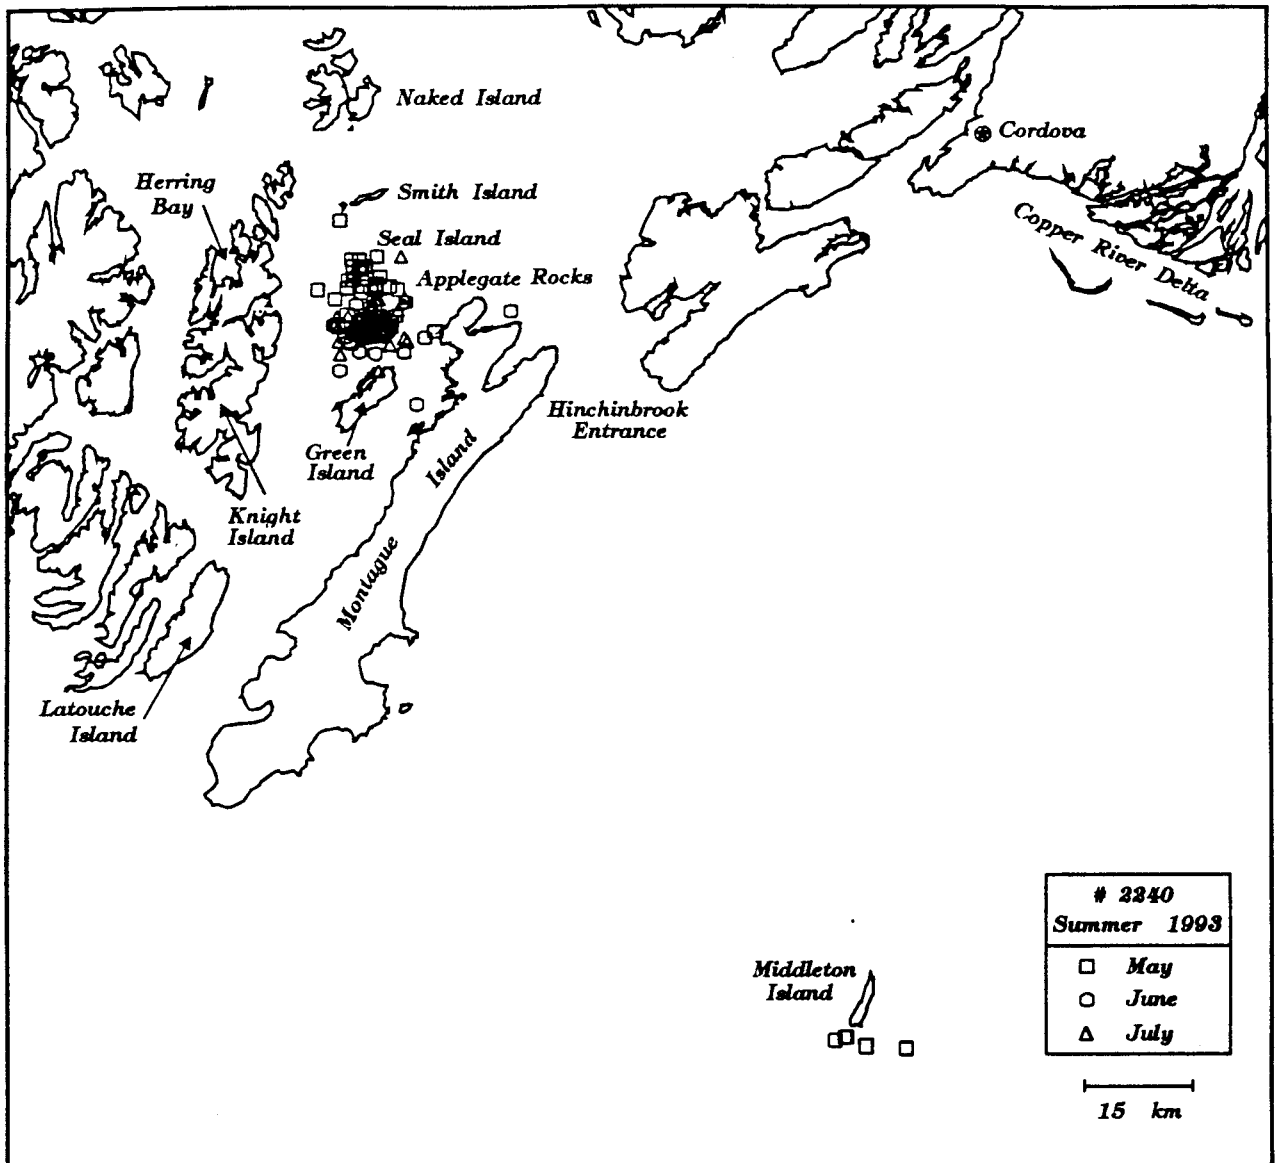 Naked Island
Cordova
Herring
Bay
Smith Island
Copper River Delta
Seal Island
Applegate Rocks
Hinchinbrook
Entrance
Green
Island
Montague Island
Knight
Island
Latouche
Island
Middleton
Island
# 2240
Summer 1993
May
June
July
15 km